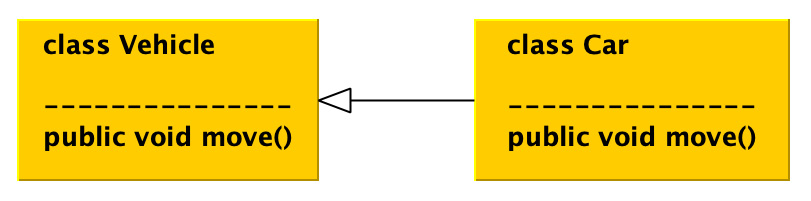 class Vehicle
---------------
public void move()
class Car
---------------
public void move()